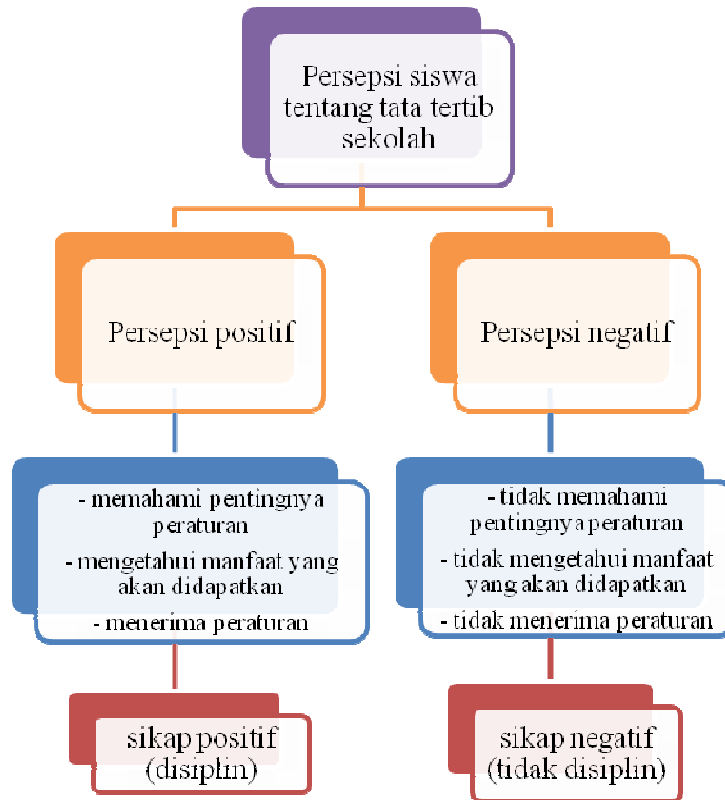 Persepsi siswa
tentang tata tertib
sekolah
Persepsi positif
Persepsi negatif
- memahami pentingnya
peraturan
- mengetahui manfaat yang
akan didapatkan
- menerima peraturan
- tidak memahami
pentingnya peraturan
- tidak mengetahui manfaat
yang akan didapatkan
- tidak menerima peraturan
sikap positif
(disiplin)
sikap negatif
(tidak disiplin)